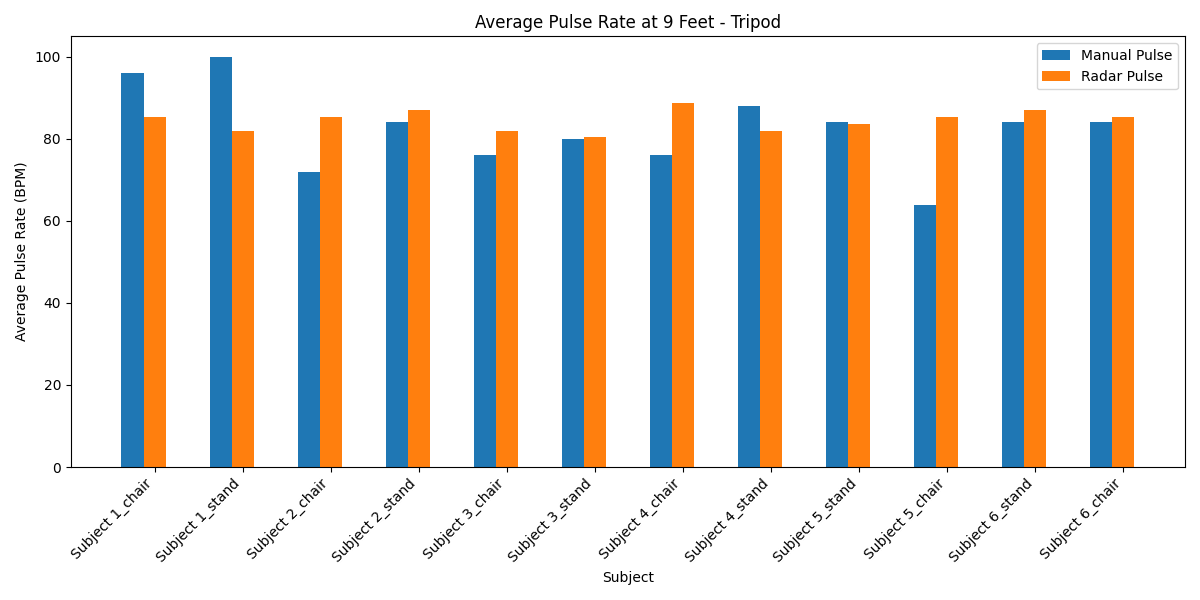 Average Pulse Rate at 9 Feet - Tripod
Manual Pulse
Radar Pulse
Average Pulse Rate (BPM)
100
80
60
40
20
0
Subject 1_chair
Subject 1_stand
Subject 2_chair
Subject 2_stand
Subject 3_chair
Subject 3_stand
Subject 4_chair
Subject 4_stand
Subject 5_stand
Subject 5_chair
Subject 6_stand
Subject 6_chair
Subject